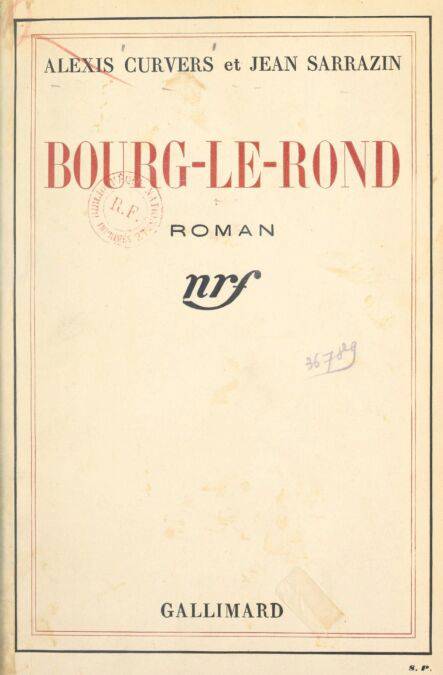 ALEXIS CURVERS et JEAN SARRAZIN
BOURG-LE-ROND
R.F.
ROMAN
nrf
36789
GALLIMARD
S. P.